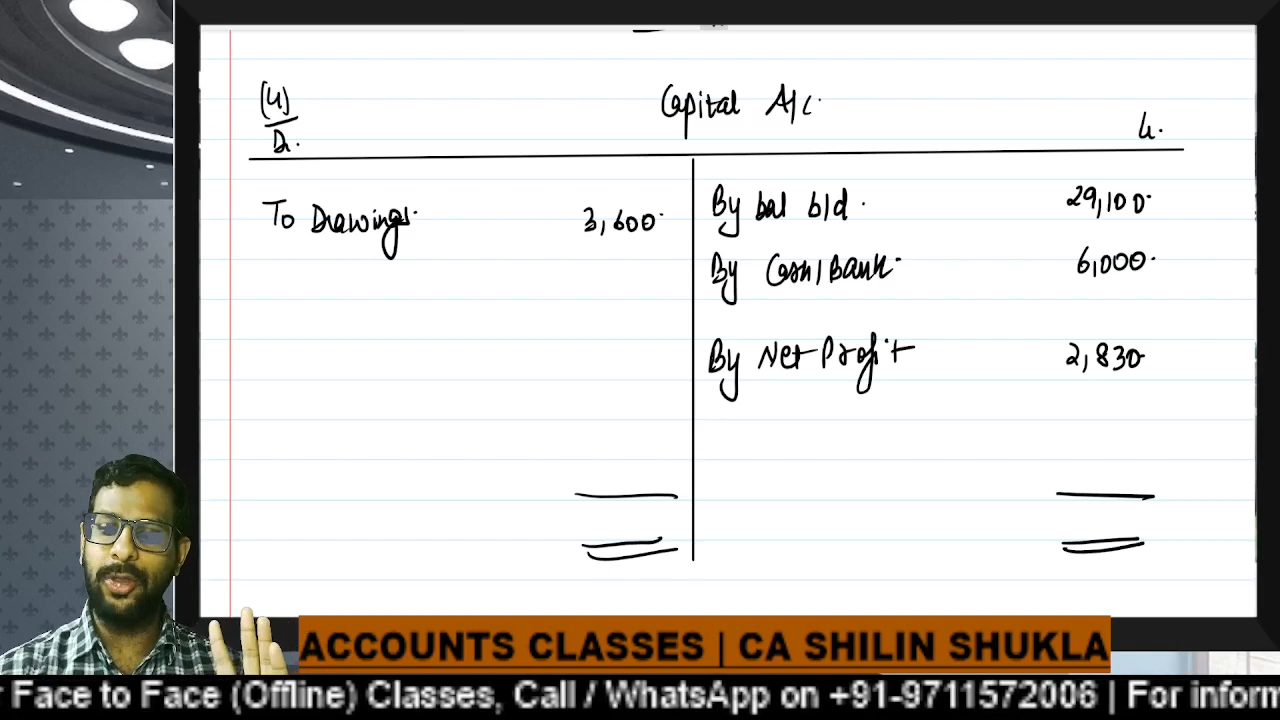 (4)
Capital A/c.
Dr.
Cr.
To Drawings. 3,600.
By bal b/d. 29,100.
By Cash/Bank. 6,000.
By Net Profit 2,830
ACCOUNTS CLASSES | CA SHILIN SHUKLA
Face to Face (Offline) Classes, Call / WhatsApp on +91-9711572006 | For inform